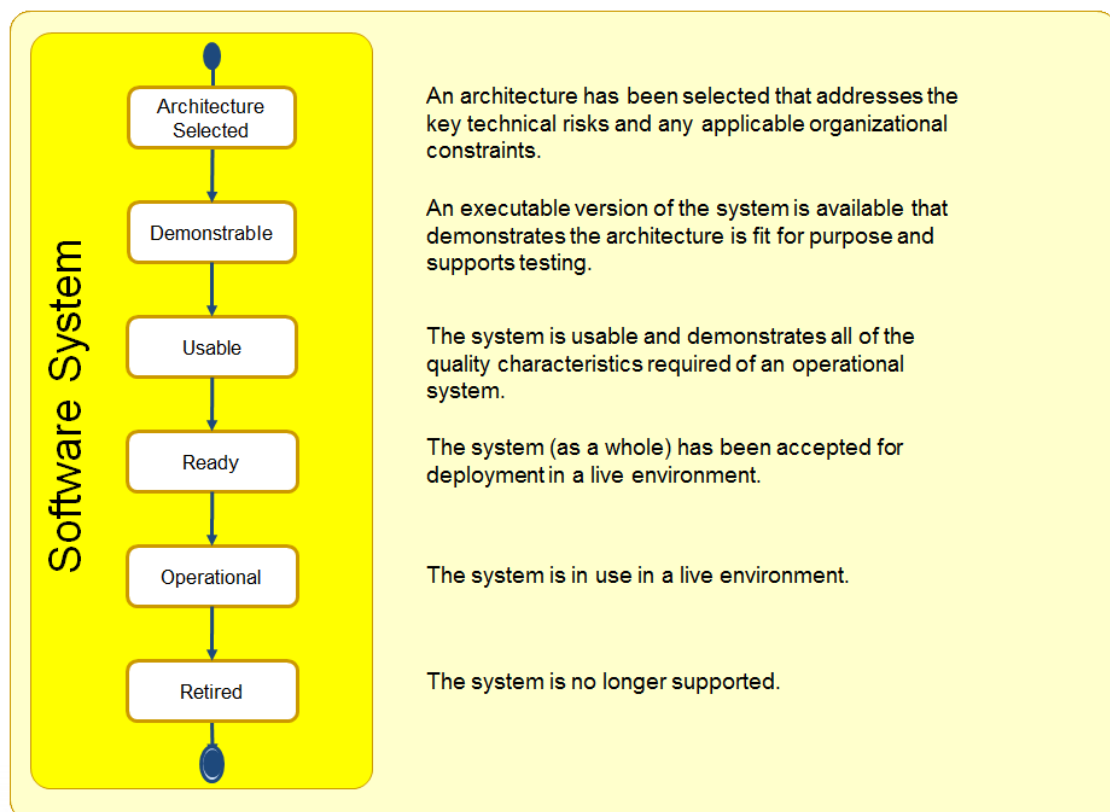 Software System
Architecture
Selected
An architecture has been selected that addresses the
key technical risks and any applicable organizational
constraints.
Demonstrable
An executable version of the system is available that
demonstrates the architecture is fit for purpose and
supports testing.
Usable
The system is usable and demonstrates all of the
quality characteristics required of an operational
system.
Ready
The system (as a whole) has been accepted for
deployment in a live environment.
Operational
The system is in use in a live environment.
Retired
The system is no longer supported.